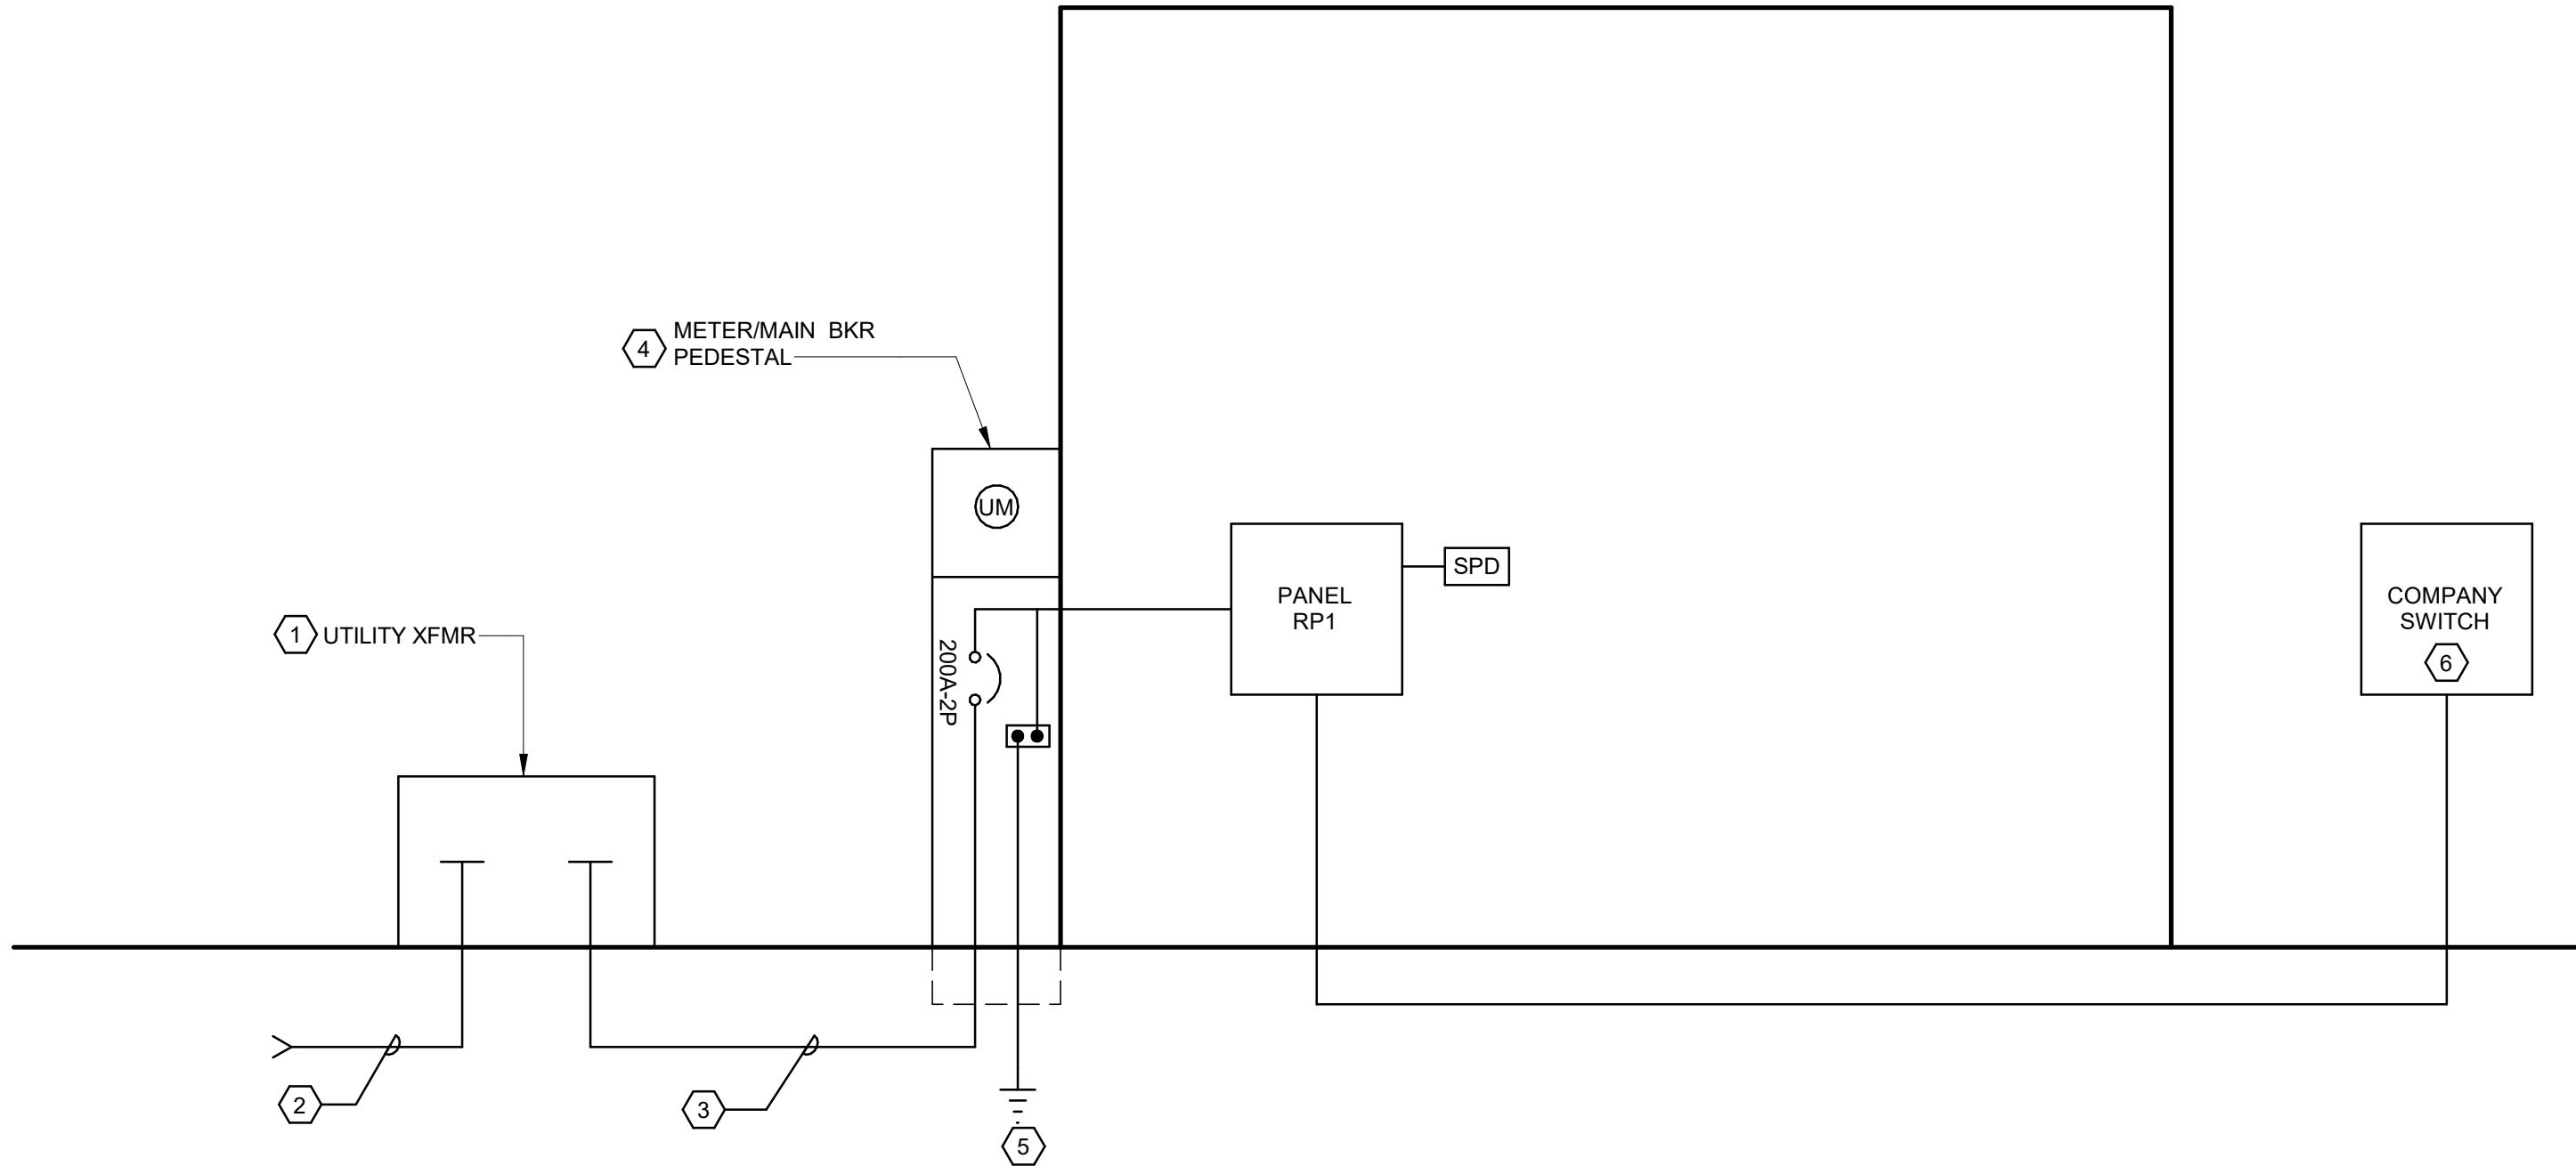 4
METER/MAIN BKR
PEDESTAL
UM
1
UTILITY XFMR
200A-2P
PANEL
RP1
SPD
COMPANY
SWITCH
6
2
3
5